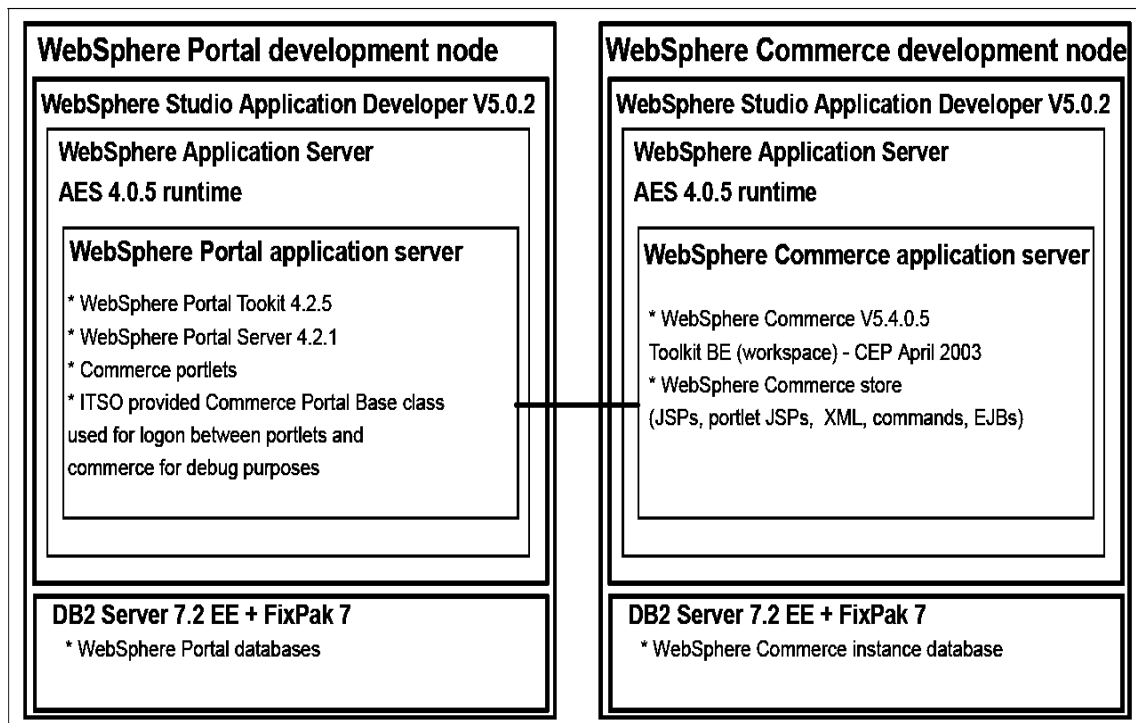 WebSphere Portal development node
WebSphere Studio Application Developer V5.0.2
WebSphere Application Server
AES 4.0.5 runtime
WebSphere Portal application server
* WebSphere Portal Tookit 4.2.5
* WebSphere Portal Server 4.2.1
* Commerce portlets
* ITSO provided Commerce Portal Base class
used for logon between portlets and
commerce for debug purposes
DB2 Server 7.2 EE + FixPak 7
* WebSphere Portal databases
WebSphere Commerce development node
WebSphere Studio Application Developer V5.0.2
WebSphere Application Server
AES 4.0.5 runtime
WebSphere Commerce application server
* WebSphere Commerce V5.4.0.5
Toolkit BE (workspace) - CEP April 2003
* WebSphere Commerce store
(JSPs, portlet JSPs, XML, commands, EJBs)
DB2 Server 7.2 EE + FixPak 7
* WebSphere Commerce instance database